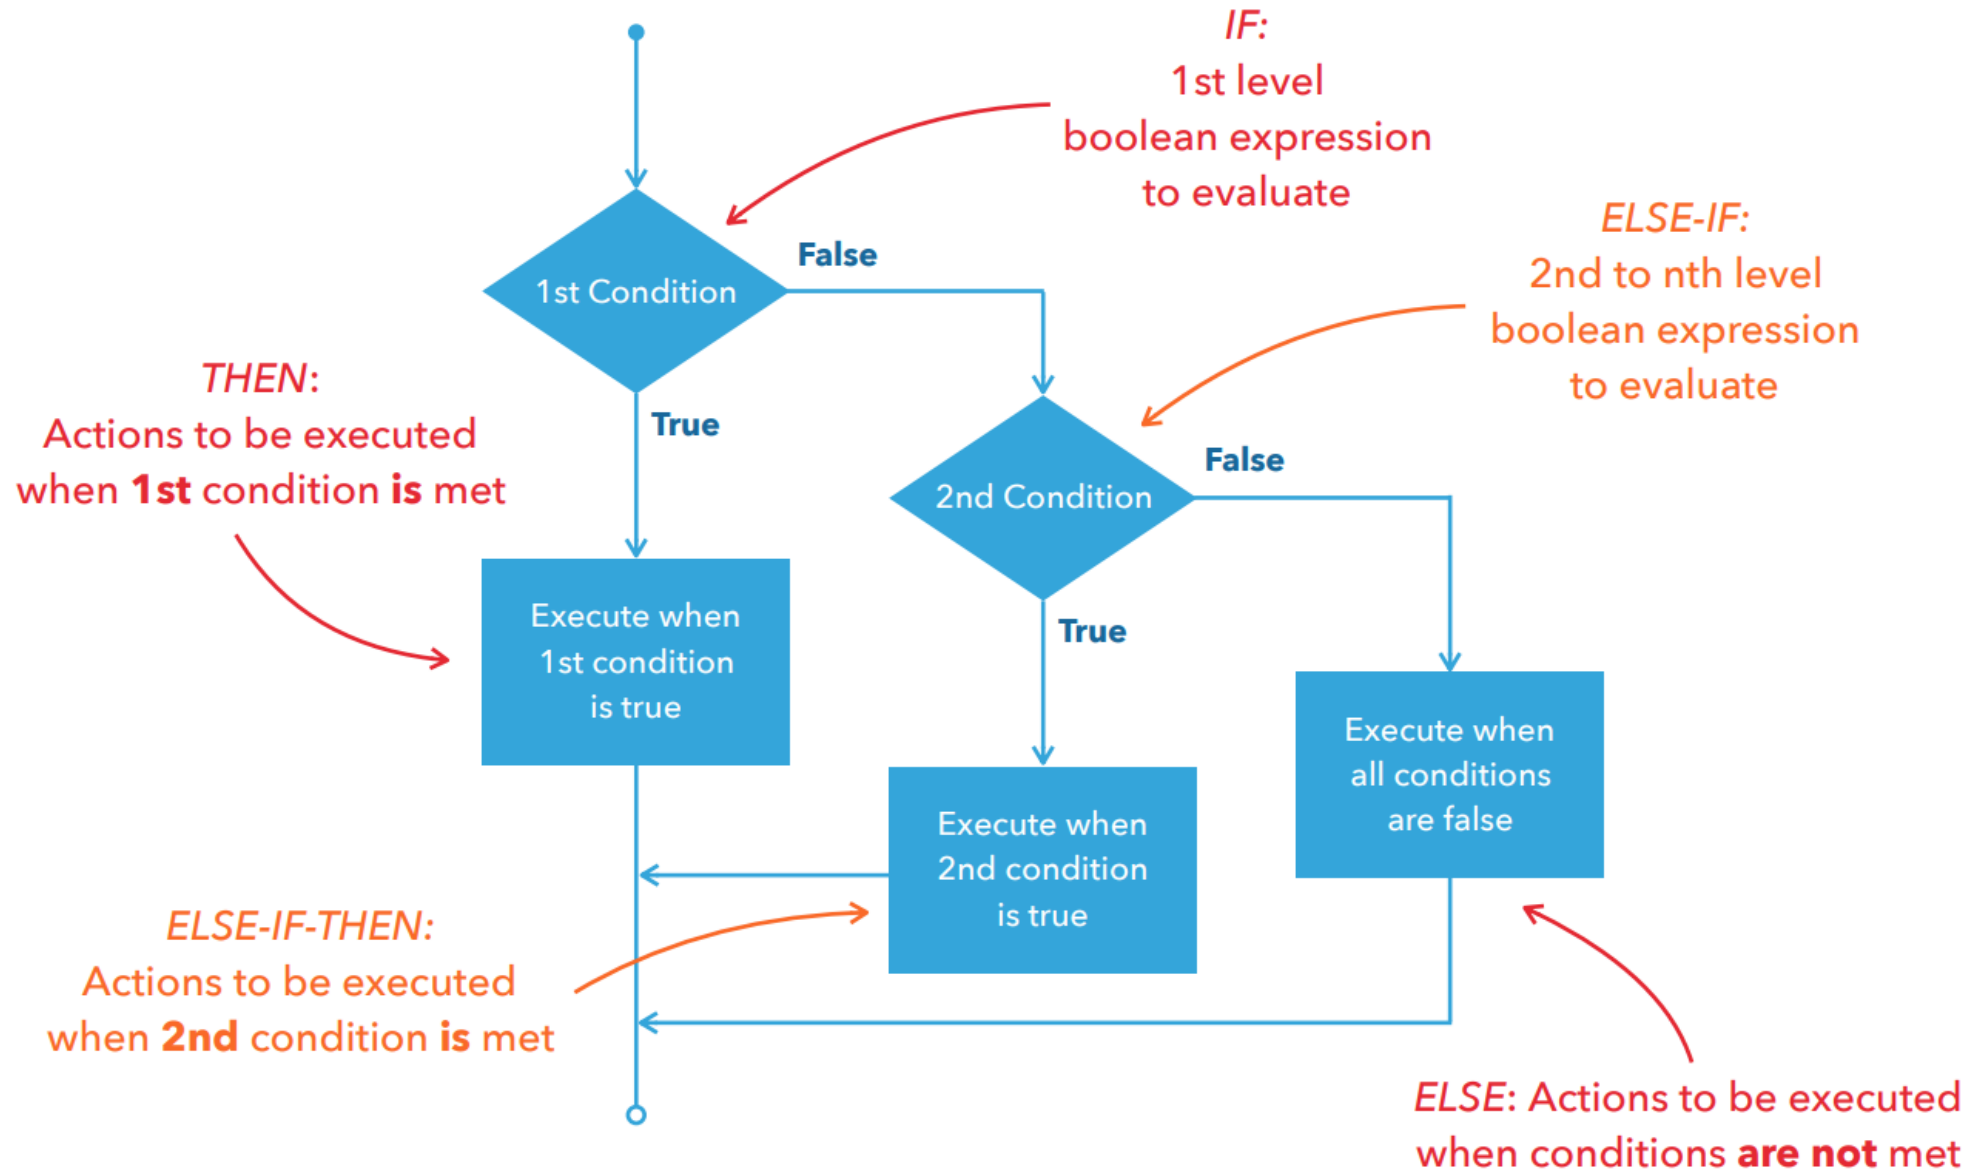 IF:
1st level
boolean expression
to evaluate
ELSE-IF:
2nd to nth level
boolean expression
to evaluate
False
1st Condition
THEN:
Actions to be executed
when 1st condition is met
True
False
2nd Condition
Execute when
1st condition
is true
True
Execute when
all conditions
are false
Execute when
2nd condition
is true
ELSE-IF-THEN:
Actions to be executed
when 2nd condition is met
ELSE: Actions to be executed
when conditions are not met